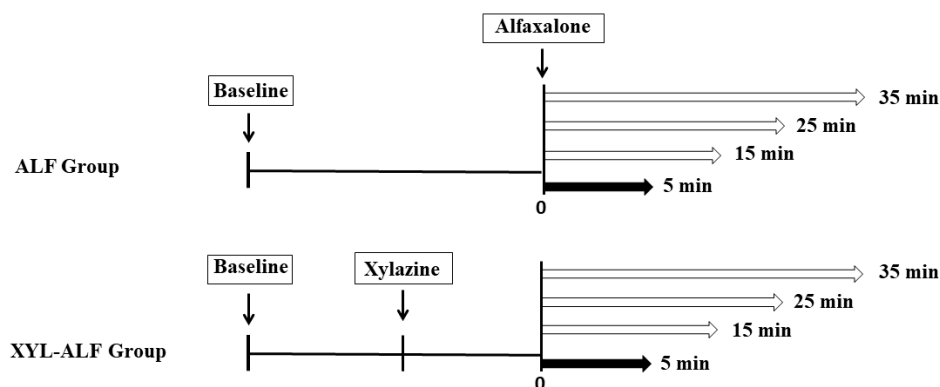 Alfaxalone
Baseline
35 min
25 min
15 min
ALF Group
5 min
0
Baseline
Xylazine
35 min
25 min
15 min
XYL-ALF Group
5 min
0